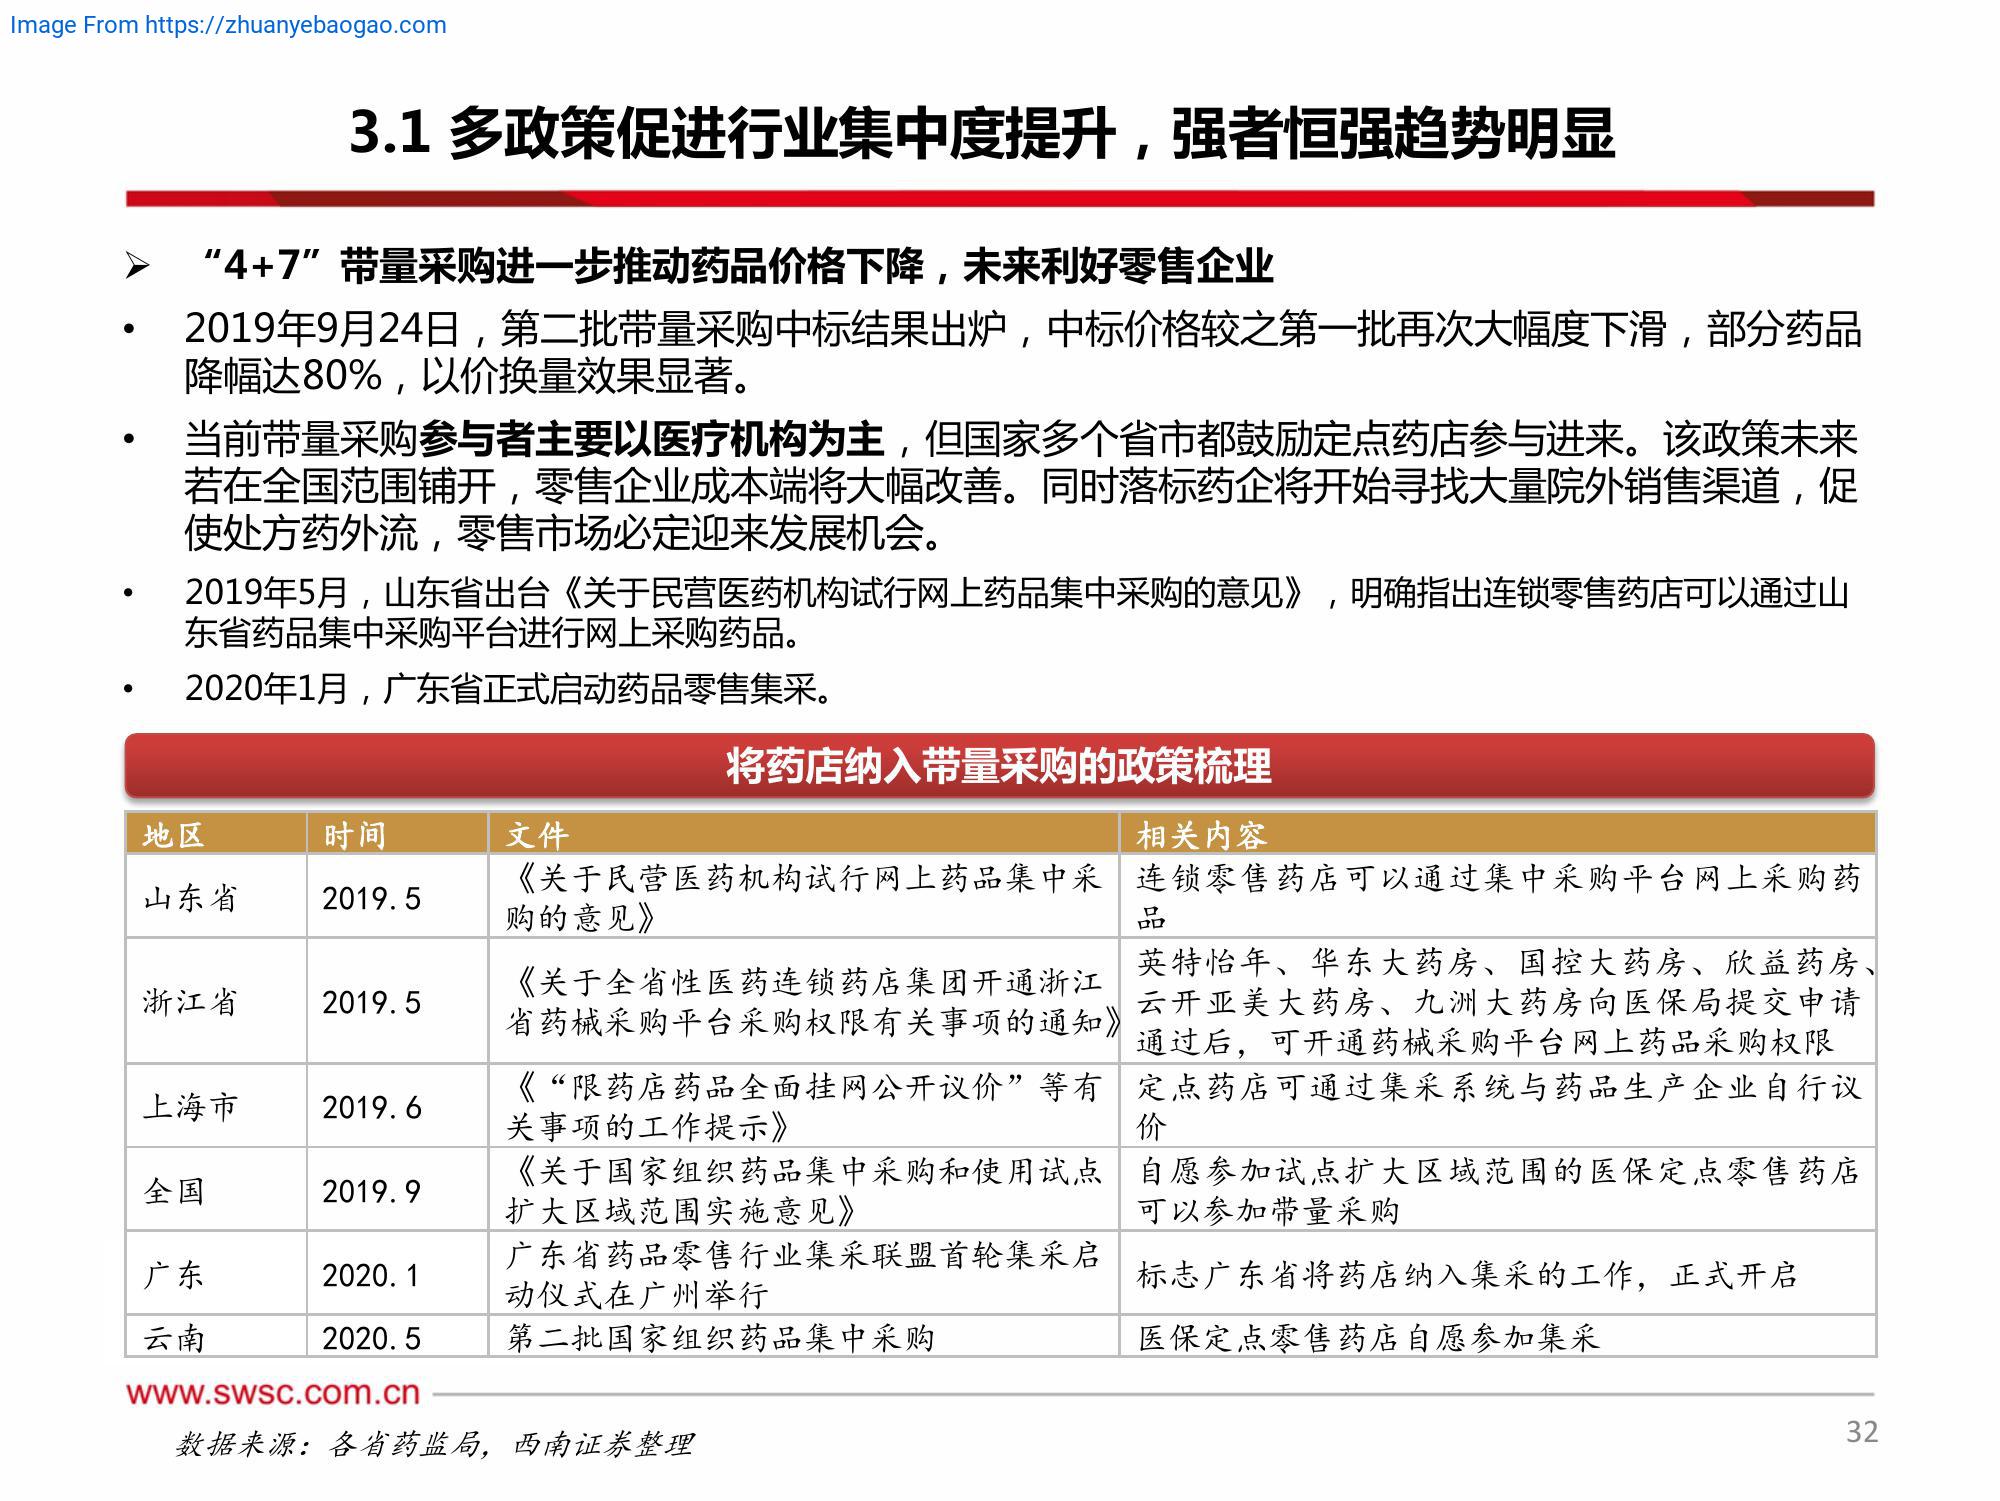 Image From https://zhuanyebaogao.com
3.1 多政策促进行业集中度提升，强者恒强趋势明显
➢ “4+7”带量采购进一步推动药品价格下降，未来利好零售企业
• 2019年9月24日，第二批带量采购中标结果出炉，中标价格较之第一批再次大幅度下滑，部分药品
降幅达80%，以价换量效果显著。
• 当前带量采购参与者主要以医疗机构为主，但国家多个省市都鼓励定点药店参与进来。该政策未来
若在全国范围铺开，零售企业成本端将大幅改善。同时落标药企将开始寻找大量院外销售渠道，促
使处方药外流，零售市场必定迎来发展机会。
• 2019年5月，山东省出台《关于民营医药机构试行网上药品集中采购的意见》，明确指出连锁零售药店可以通过山
东省药品集中采购平台进行网上采购药品。
• 2020年1月，广东省正式启动药品零售集采。
将药店纳入带量采购的政策梳理
地区 时间 文件 相关内容
山东省 2019.5 《关于民营医药机构试行网上药品集中采
购的意见》 连锁零售药店可以通过集中采购平台网上采购药
品
浙江省 2019.5 《关于全省性医药连锁药店集团开通浙江
省药械采购平台采购权限有关事项的通知》 英特怡年、华东大药房、国控大药房、欣益药房、
云开亚美大药房、九洲大药房向医保局提交申请
通过后，可开通药械采购平台网上药品采购权限
上海市 2019.6 《“限药店药品全面挂网公开议价”等有
关事项的工作提示》 定点药店可通过集采系统与药品生产企业自行议
价
全国 2019.9 《关于国家组织药品集中采购和使用试点
扩大区域范围实施意见》 自愿参加试点扩大区域范围的医保定点零售药店
可以参加带量采购
广东 2020.1 广东省药品零售行业集采联盟首轮集采启
动仪式在广州举行 标志广东省将药店纳入集采的工作，正式开启
云南 2020.5 第二批国家组织药品集中采购 医保定点零售药店自愿参加集采
www.swsc.com.cn
数据来源：各省药监局，西南证券整理
32